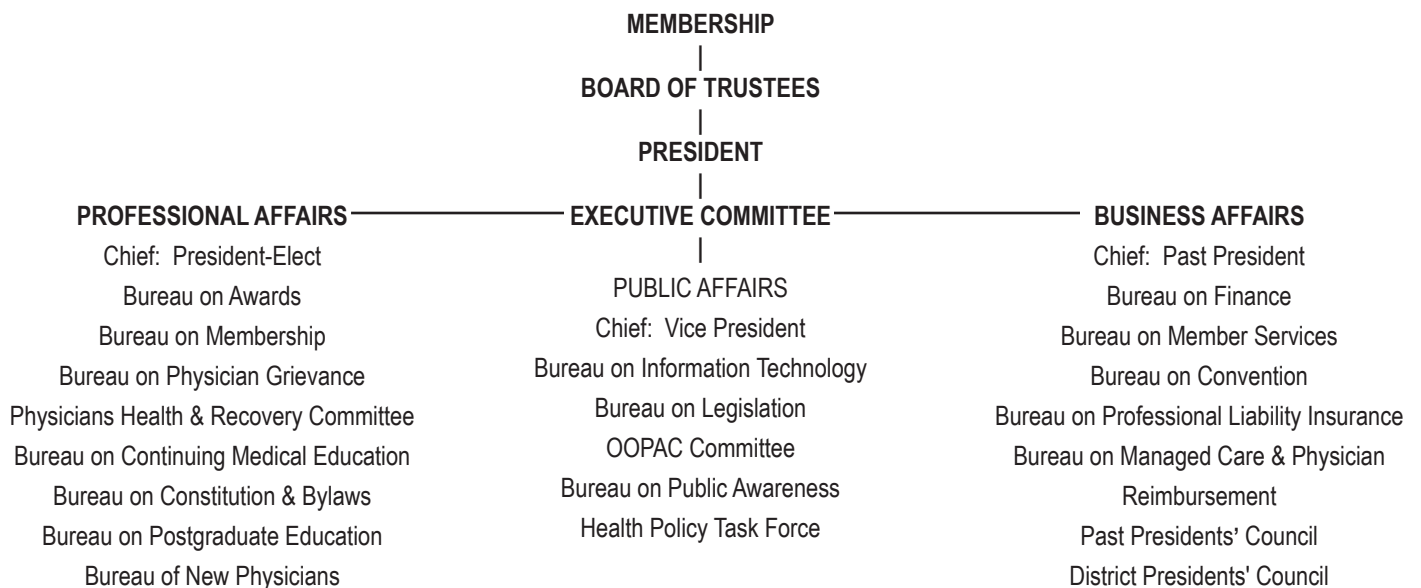 MEMBERSHIP
BOARD OF TRUSTEES
PRESIDENT
PROFESSIONAL AFFAIRS
Chief: President-Elect
Bureau on Awards
Bureau on Membership
Bureau on Physician Grievance
Physicians Health & Recovery Committee
Bureau on Continuing Medical Education
Bureau on Constitution & Bylaws
Bureau on Postgraduate Education
Bureau of New Physicians
EXECUTIVE COMMITTEE
PUBLIC AFFAIRS
Chief: Vice President
Bureau on Information Technology
Bureau on Legislation
OOPAC Committee
Bureau on Public Awareness
Health Policy Task Force
BUSINESS AFFAIRS
Chief: Past President
Bureau on Finance
Bureau on Member Services
Bureau on Convention
Bureau on Professional Liability Insurance
Bureau on Managed Care & Physician
Reimbursement
Past Presidents’ Council
District Presidents' Council